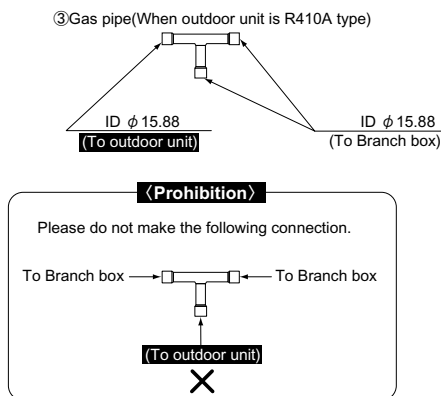 ③Gas pipe(When outdoor unit is R410A type)
ID φ15.88 ID φ15.88
(To outdoor unit) (To Branch box)
〈Prohibition〉
Please do not make the following connection.
To Branch box To Branch box
(To outdoor unit)